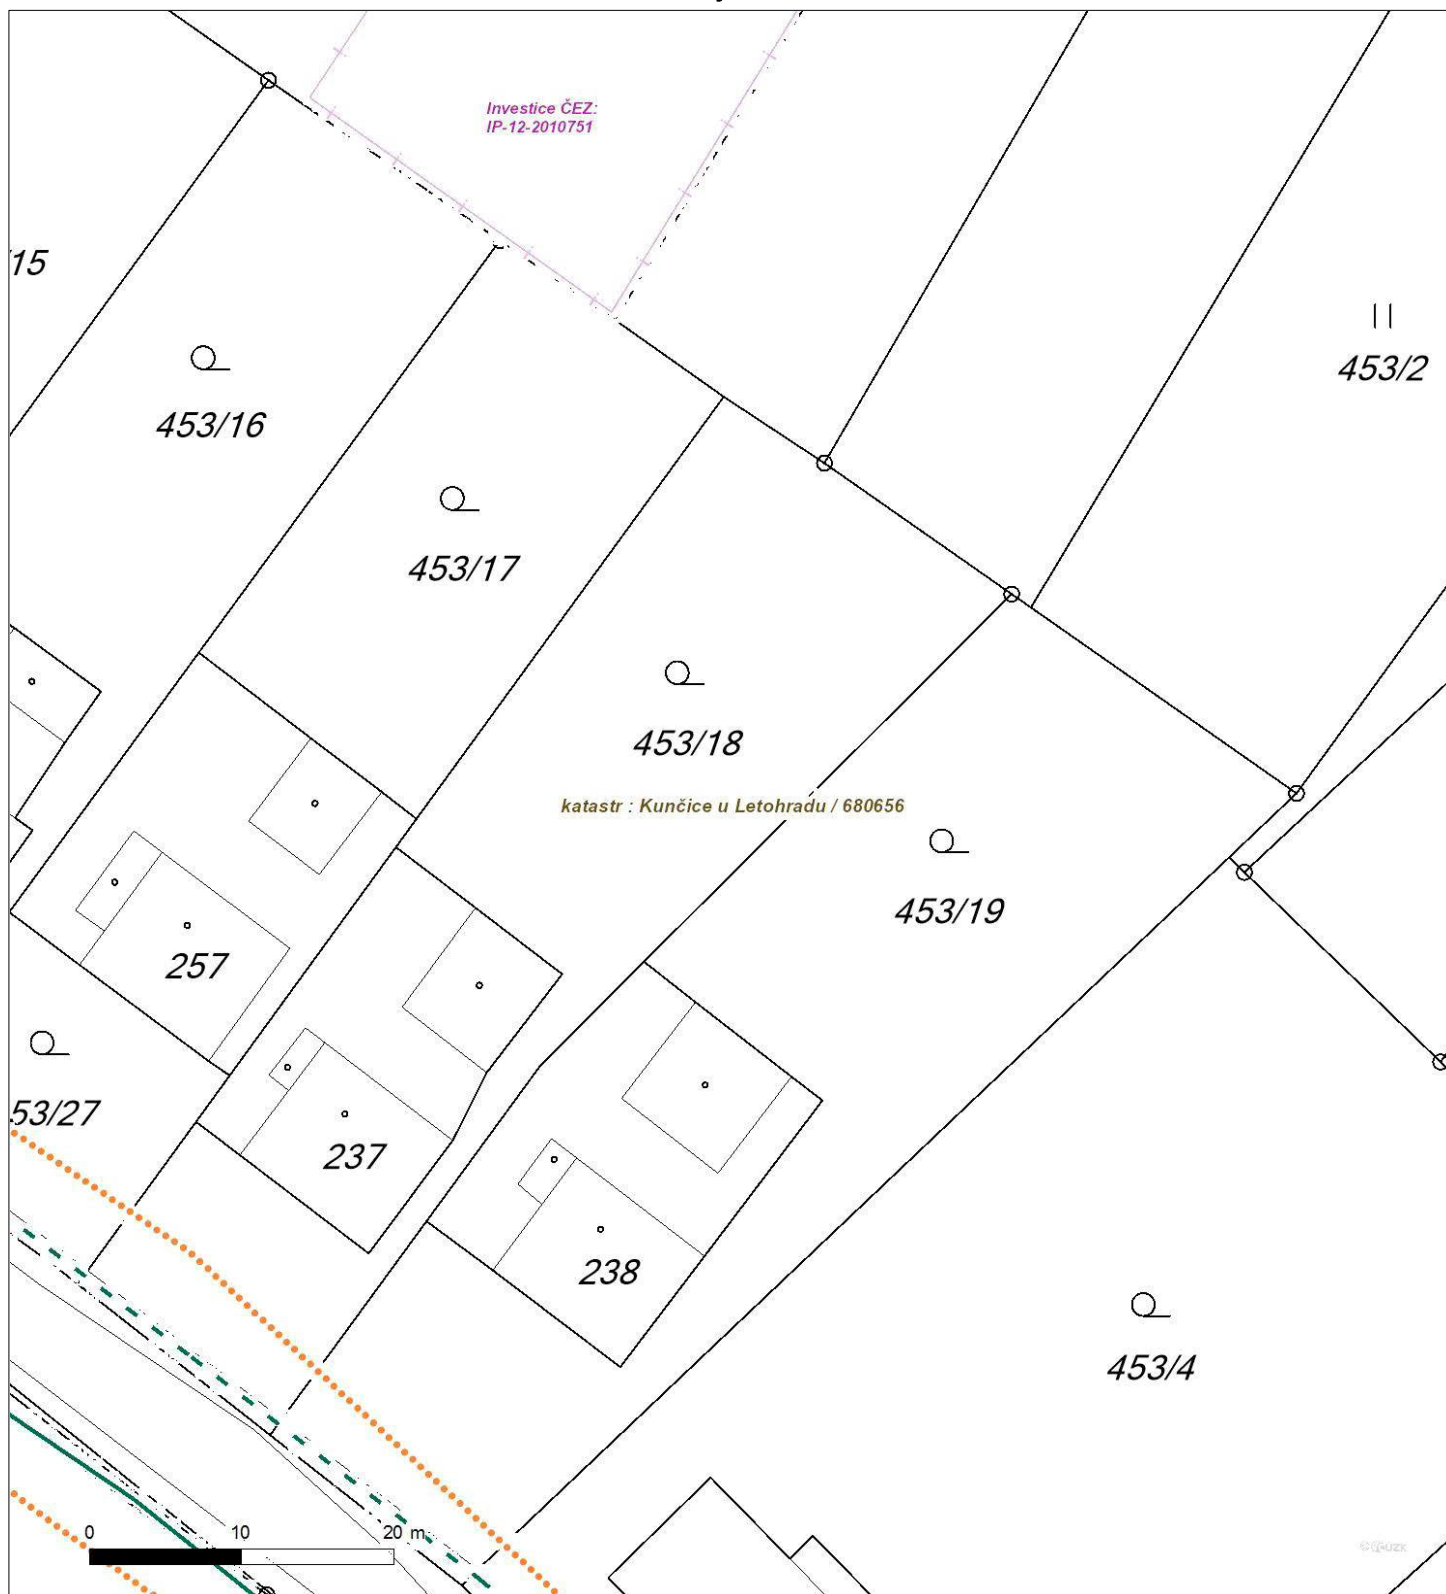 Investice ČEZ:
IP-12-2010751
/15
453/2
453/16
453/17
453/18
katastr : Kunčice u Letohradu / 680656
453/19
257
53/27
237
238
453/4
0 10 20 m